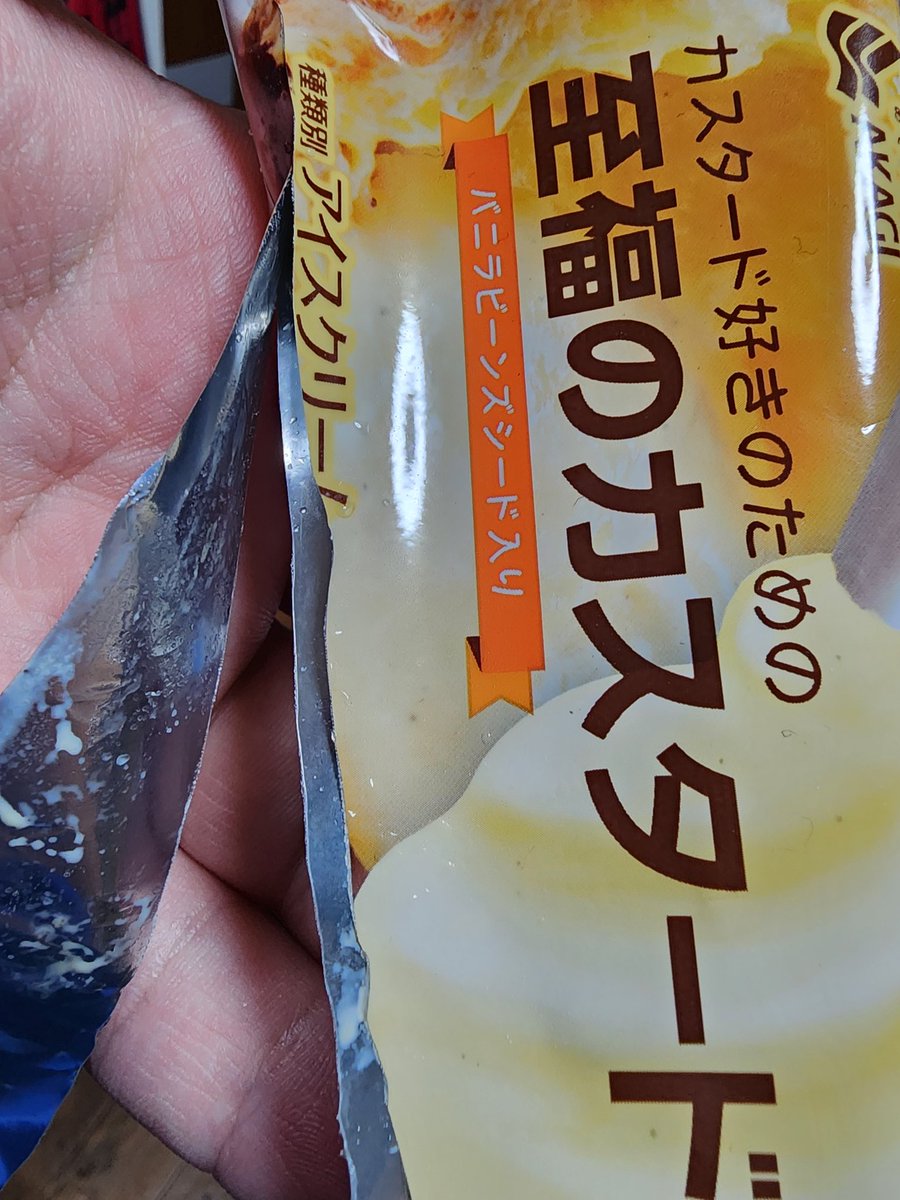 AKAGI
カスタード好きのための
至福のカスタード
バニラビーンズシード入り
種類別 アイスクリー